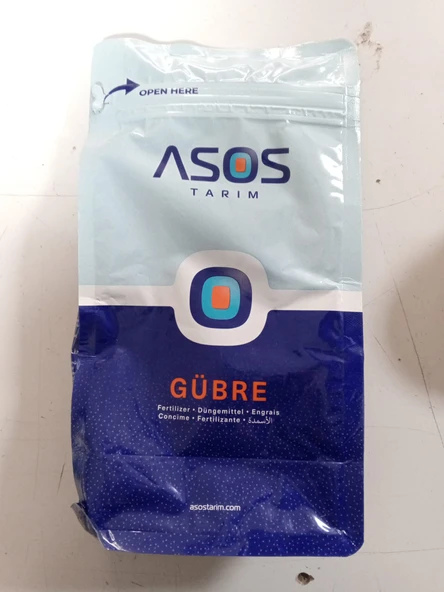 OPEN HERE
ASOS
TARIM
GÜBRE
Fertilizer • Düngemittel • Engrais
Concime • Fertilizante • الأسمدة
asostarim.com